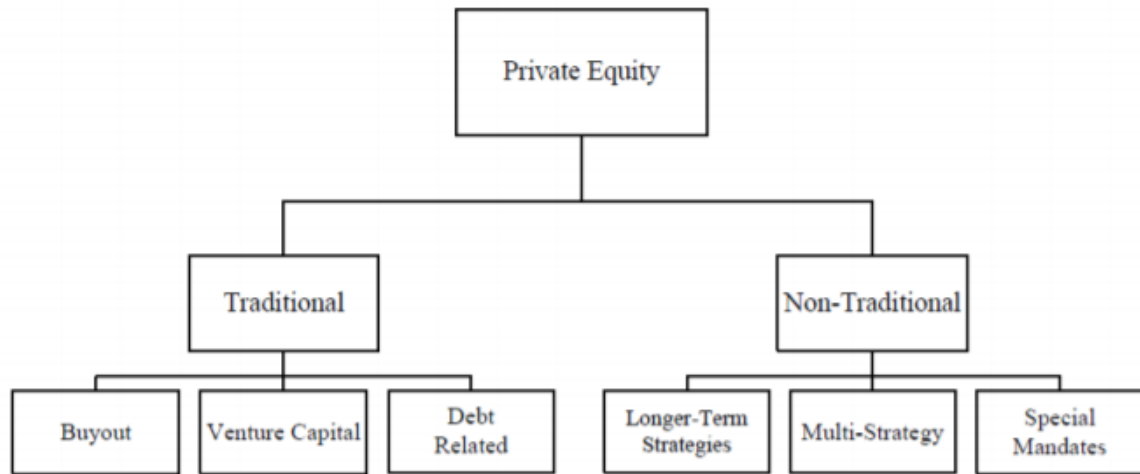 Private Equity
Traditional
Non-Traditional
Buyout
Venture Capital
Debt
Related
Longer-Term
Strategies
Multi-Strategy
Special
Mandates